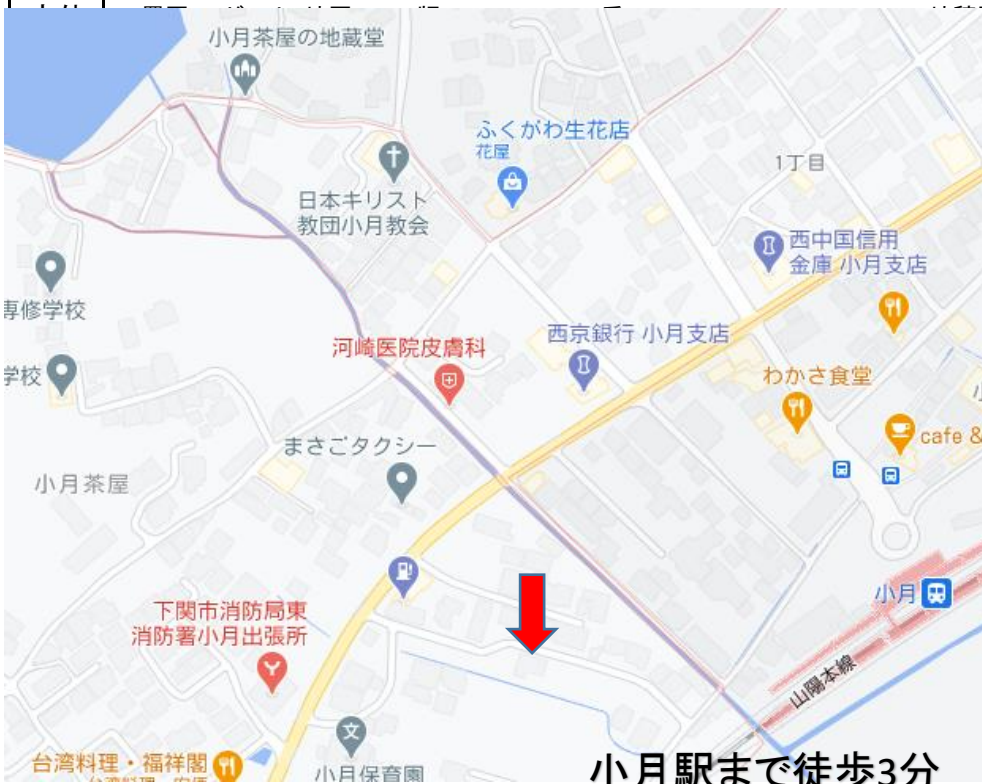 小月茶屋の地蔵堂
ふくがわ生花店
花屋
1丁目
日本キリスト
教団小月教会
西中国信用
金庫 小月支店
専修学校
西京銀行 小月支店
河崎医院皮膚科
学校
わかさ食堂
cafe &
まさごタクシー
小月茶屋
小月
下関市消防局東
消防署小月出張所
山陽本線
文
台湾料理・福祥閣
小月保育園
小月駅まで徒歩3分